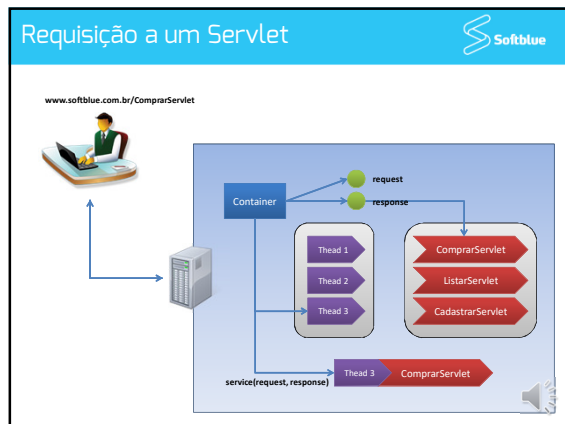 Requisição a um Servlet
Softblue
www.softblue.com.br/ComprarServlet
request
Container
response
Thead 1
ComprarServlet
Thead 2
ListarServlet
Thead 3
CadastrarServlet
Thead 3
ComprarServlet
service(request, response)